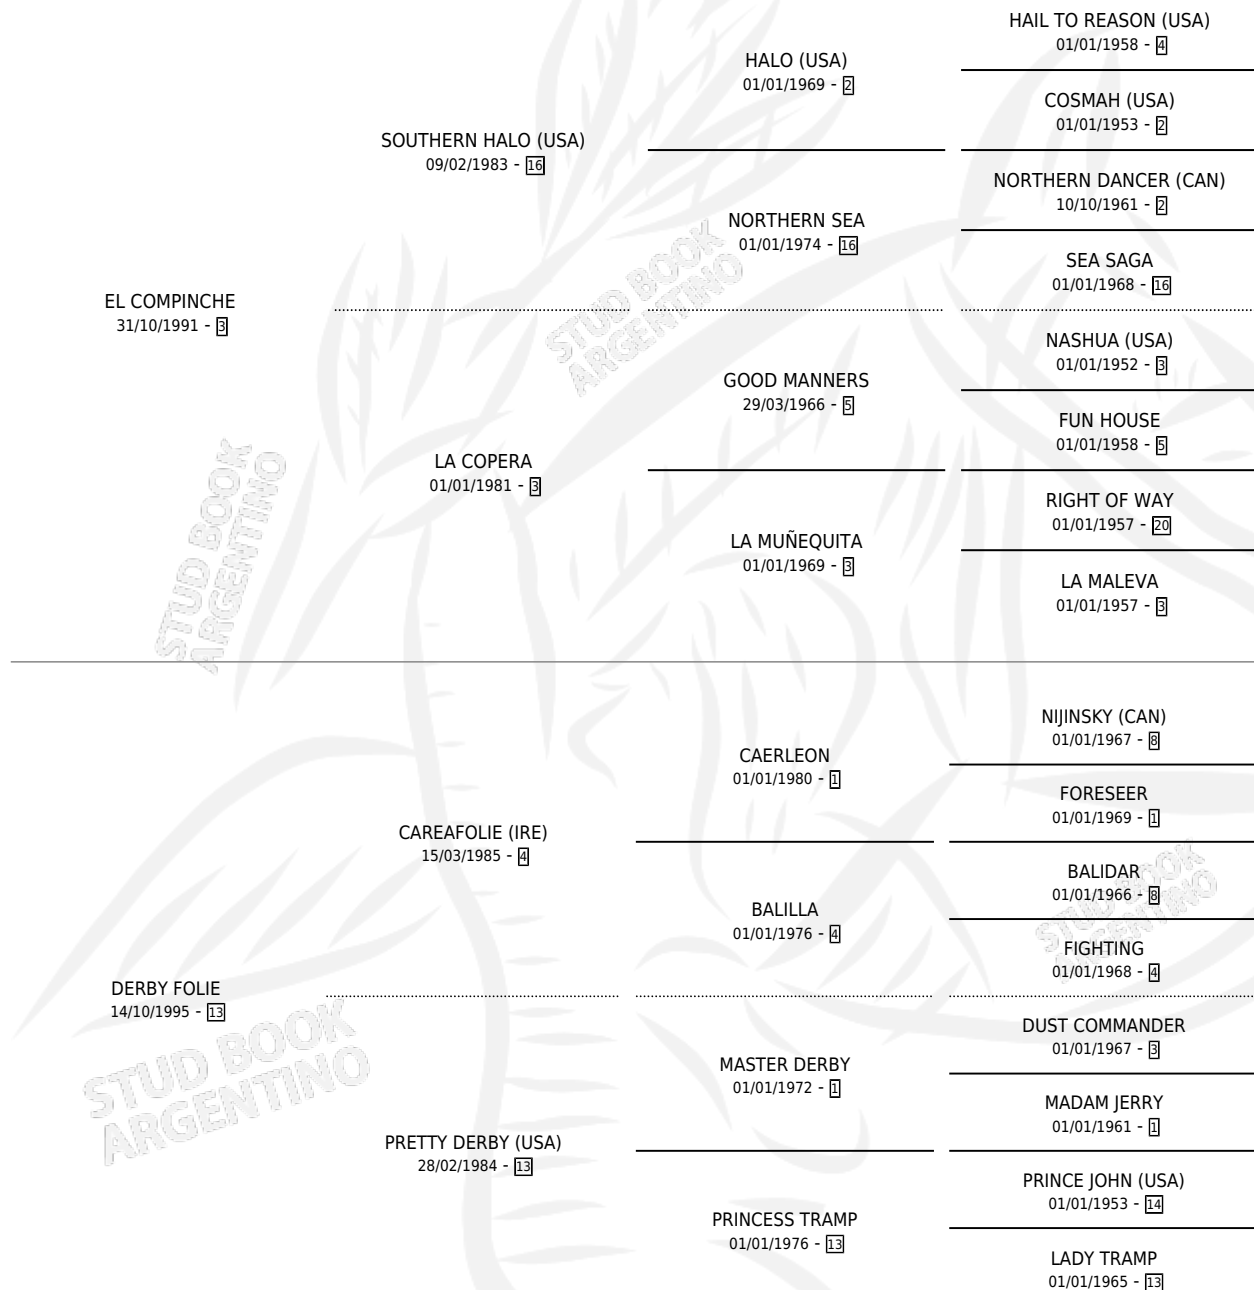 HAIL TO REASON (USA)
01/01/1958 - 4
HALO (USA)
01/01/1969 - 2
COSMAH (USA)
01/01/1953 - 2
SOUTHERN HALO (USA)
09/02/1983 - 16
NORTHERN DANCER (CAN)
10/10/1961 - 2
NORTHERN SEA
01/01/1974 - 16
SEA SAGA
01/01/1968 - 16
EL COMPINCHE
31/10/1991 - 3
NASHUA (USA)
01/01/1952 - 3
GOOD MANNERS
29/03/1966 - 5
FUN HOUSE
01/01/1958 - 5
LA COPERA
01/01/1981 - 3
RIGHT OF WAY
01/01/1957 - 20
LA MUÑEQUITA
01/01/1969 - 3
LA MALEVA
01/01/1957 - 3
NIJINSKY (CAN)
01/01/1967 - 8
CAERLEON
01/01/1980 - 1
FORESEER
01/01/1969 - 1
CAREAFOLIE (IRE)
15/03/1985 - 4
BALIDAR
01/01/1966 - 8
BALILLA
01/01/1976 - 4
FIGHTING
01/01/1968 - 4
DERBY FOLIE
14/10/1995 - 13
DUST COMMANDER
01/01/1967 - 3
MASTER DERBY
01/01/1972 - 1
MADAM JERRY
01/01/1961 - 1
PRETTY DERBY (USA)
28/02/1984 - 13
PRINCE JOHN (USA)
01/01/1953 - 14
PRINCESS TRAMP
01/01/1976 - 13
LADY TRAMP
01/01/1965 - 13
STUD BOOK
ARGENTINO
STUD BOOK
ARGENTINO
STUD BOOK
ARGENTINO
STUD BOOK
ARGENTINO